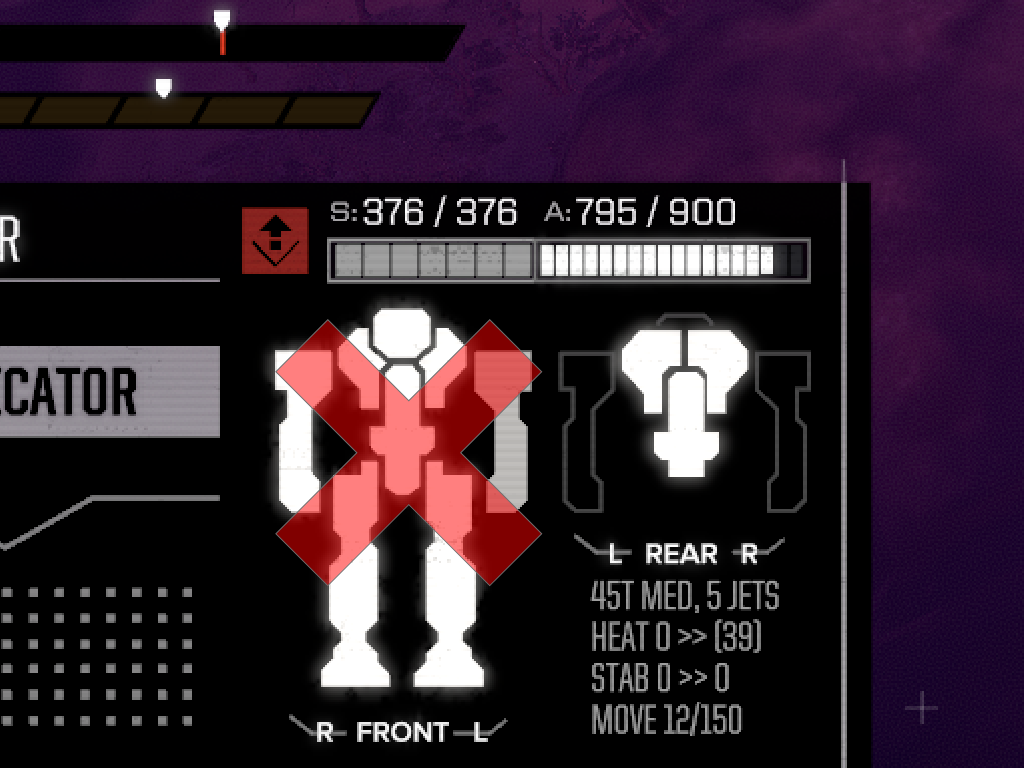 R
S: 376 / 376 A: 795 / 900
ECATOR
L REAR R
45T MED, 5 JETS
HEAT 0 >> (39)
STAB 0 >> 0
MOVE 12/150
R FRONT L